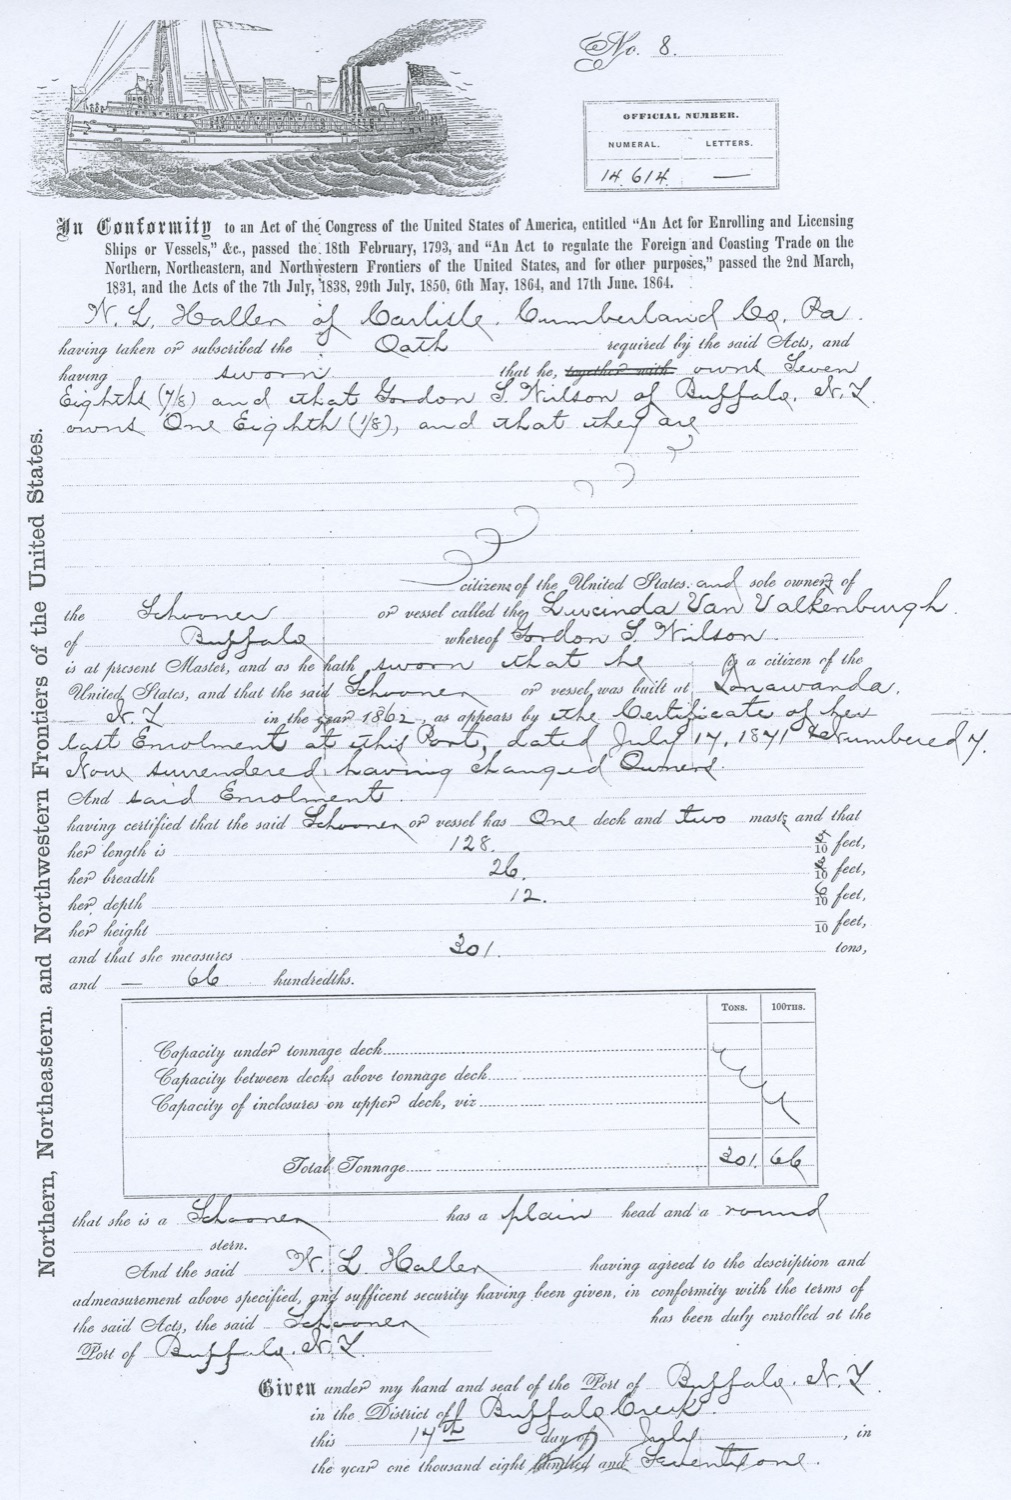 No. 8.
OFFICIAL NUMBER.
NUMERAL. LETTERS.
14.614 —
In Conformity to an Act of the Congress of the United States of America, entitled "An Act for Enrolling and Licensing
Ships or Vessels," &c., passed the 18th February, 1793, and "An Act to regulate the Foreign and Coasting Trade on the
Northern, Northeastern, and Northwestern Frontiers of the United States, and for other purposes," passed the 2nd March,
1831, and the Acts of the 7th July, 1838, 29th July, 1850, 6th May, 1864, and 17th June, 1864.
W. L. Haller of Carlisle. Cumberland Co. Pa.
having taken or subscribed the Oath required by the said Acts, and
having sworn that he, together with owns Seven
Eighths (7/8) and that Gordon S. Wilson of Buffalo, N.Y.
owns One Eighth (1/8), and that they are
citizens of the United States and sole owners of
the Schooner or vessel called the Lucinda Van Valkenburgh.
of Buffalo whereof Gordon S. Wilson
is at present Master, and as he hath sworn that he is a citizen of the
United States, and that the said Schooner or vessel was built at Tonawanda,
N.Y in the year 1862, as appears by the Certificate of her
last Enrolment at this Port, dated July 17, 1871 & Numbered 7.
Now surrendered, having changed Owners.
And said Enrolment.
having certified that the said Schooner or vessel has One deck and two masts and that
her length is 128. 5/10 feet,
her breadth 26. /10 feet,
her depth 12. 6/10 feet,
her height /10 feet,
and that she measures 301. tons,
and — 66 hundredths.
TONS. 100THS.
Capacity under tonnage deck
Capacity between decks above tonnage deck
Capacity of inclosures on upper deck, viz
Total Tonnage 301. 66
that she is a Schooner has a plain head and a round
stern.
And the said W. L. Haller having agreed to the description and
admeasurement above specified, and sufficent security having been given, in conformity with the terms of
the said Acts, the said Schooner has been duly enrolled at the
Port of Buffalo. N.Y.
Given under my hand and seal of the Port of Buffalo. N.Y.
in the District of Buffalo Creek.
this 17th day of July, in
the year one thousand eight hundred and Seventy one.
Northern, Northeastern, and Northwestern Frontiers of the United States.